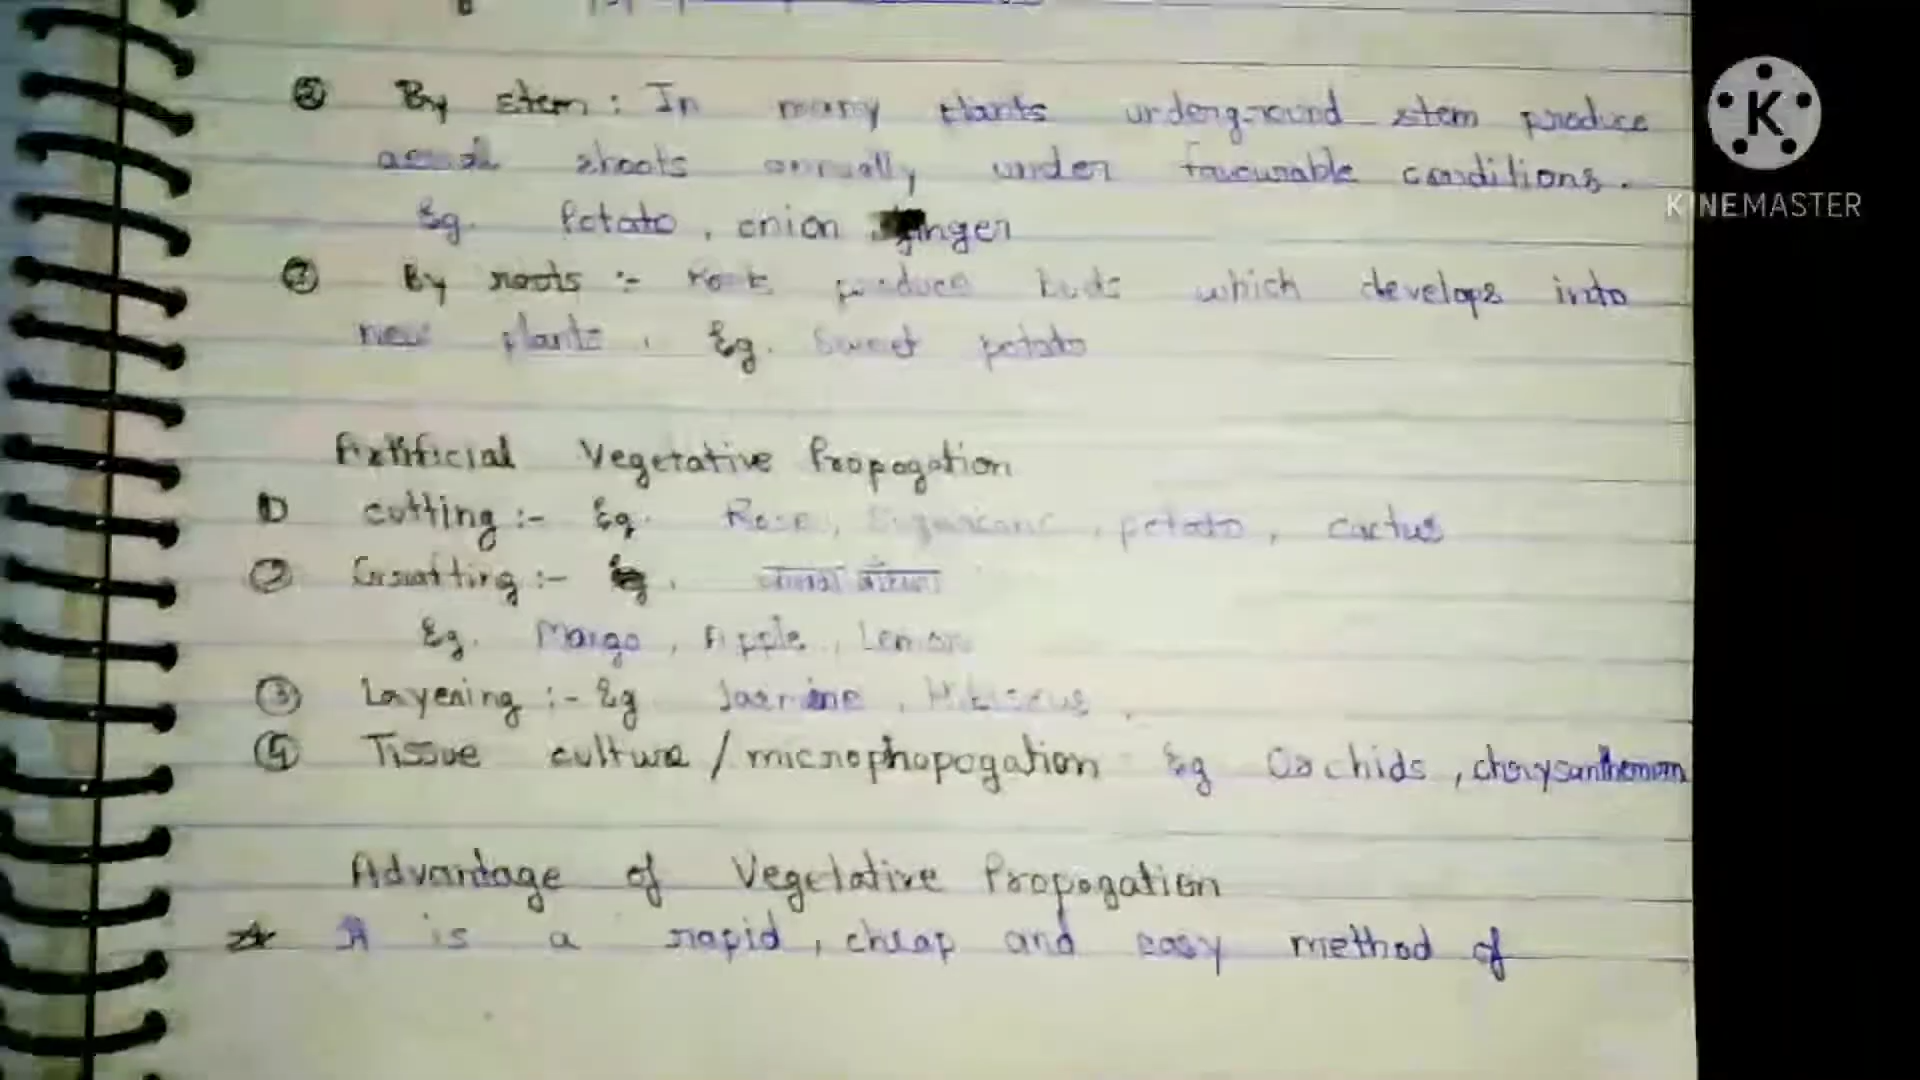 ② By stem : In many plants underground stem produce
aerial shoots annually under favourable conditions.
Eg. Potato, onion ginger
③ By roots :- Roots produce buds which develops into
new plants. Eg. Sweet potato
Artificial Vegetative Propogation
① cutting :- Eg. Rose, Sugarcane, potato, cactus
② Grafting :- Eg.
Eg. Mango, Apple, Lemon
③ Layering :- Eg Jasmine, Hibiscus.
④ Tissue culture / microphopogation Eg Orchids, chrysanthemom
Advantage of Vegetative Propogation
It is a rapid, cheap and easy method of
K
KINEMASTER